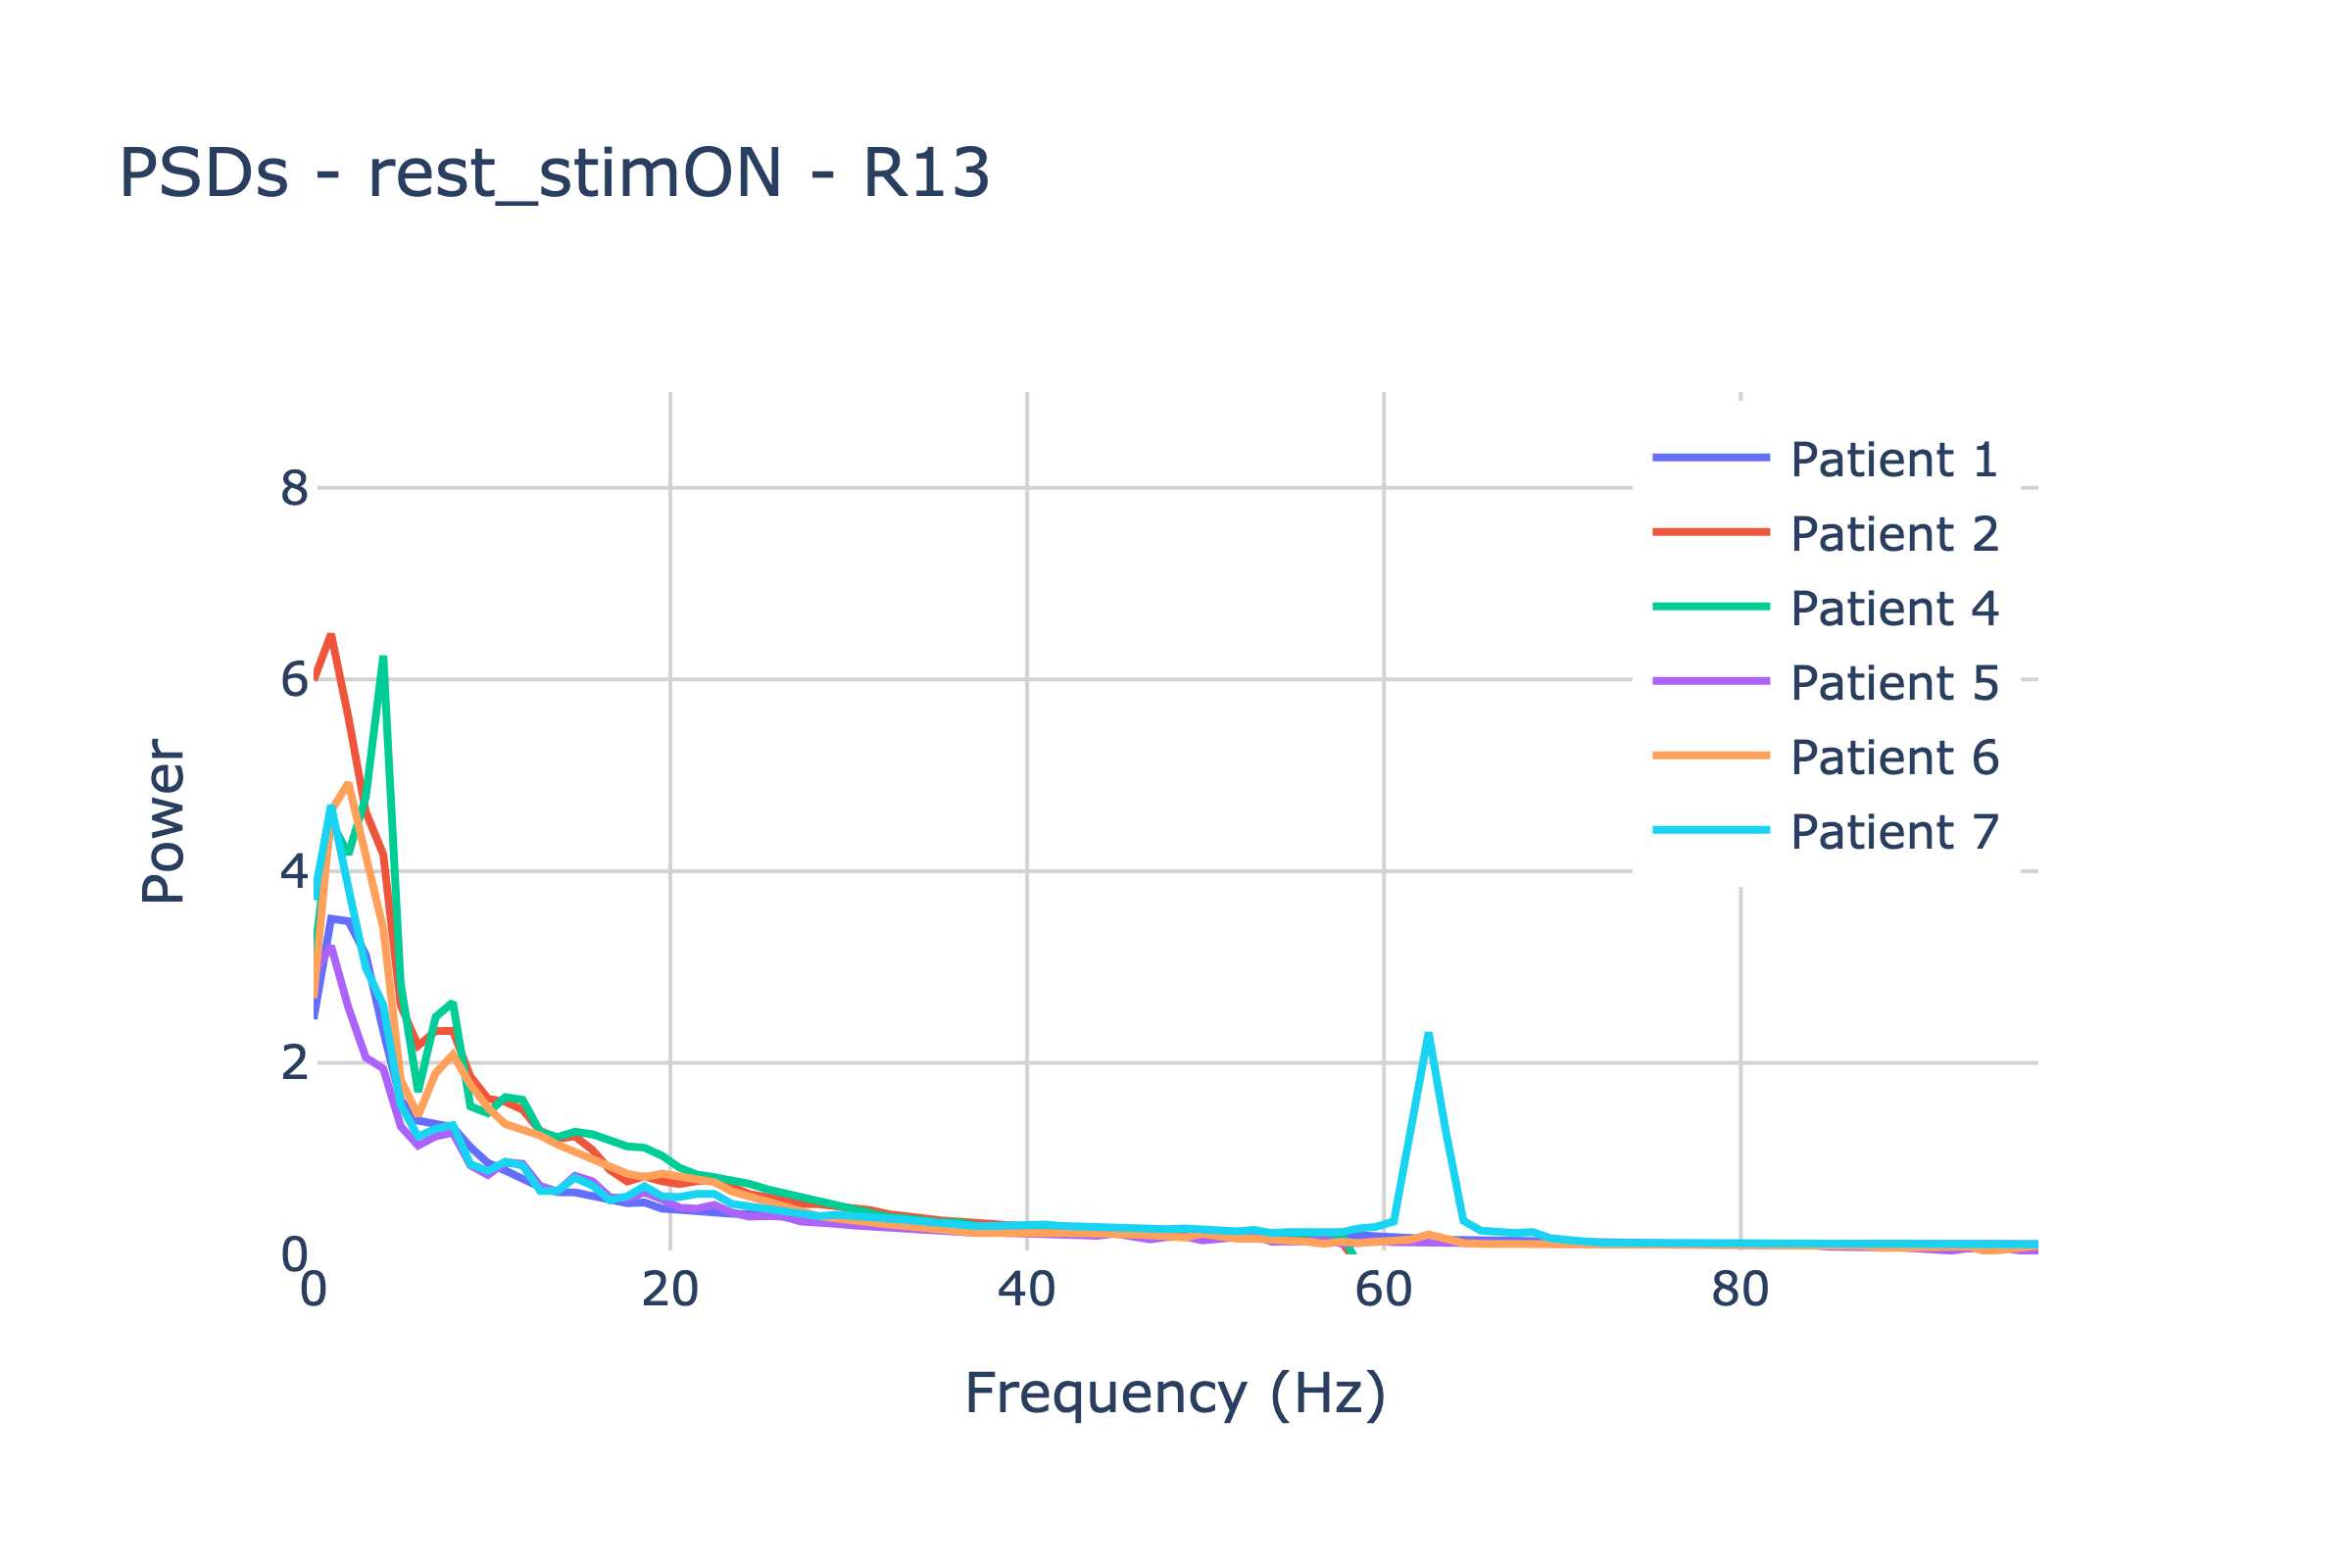 PSDs - rest_stimON - R13
Patient 1
Patient 2
Patient 4
Patient 5
Patient 6
Patient 7
Power
8
6
4
2
0
0 20 40 60 80
Frequency (Hz)